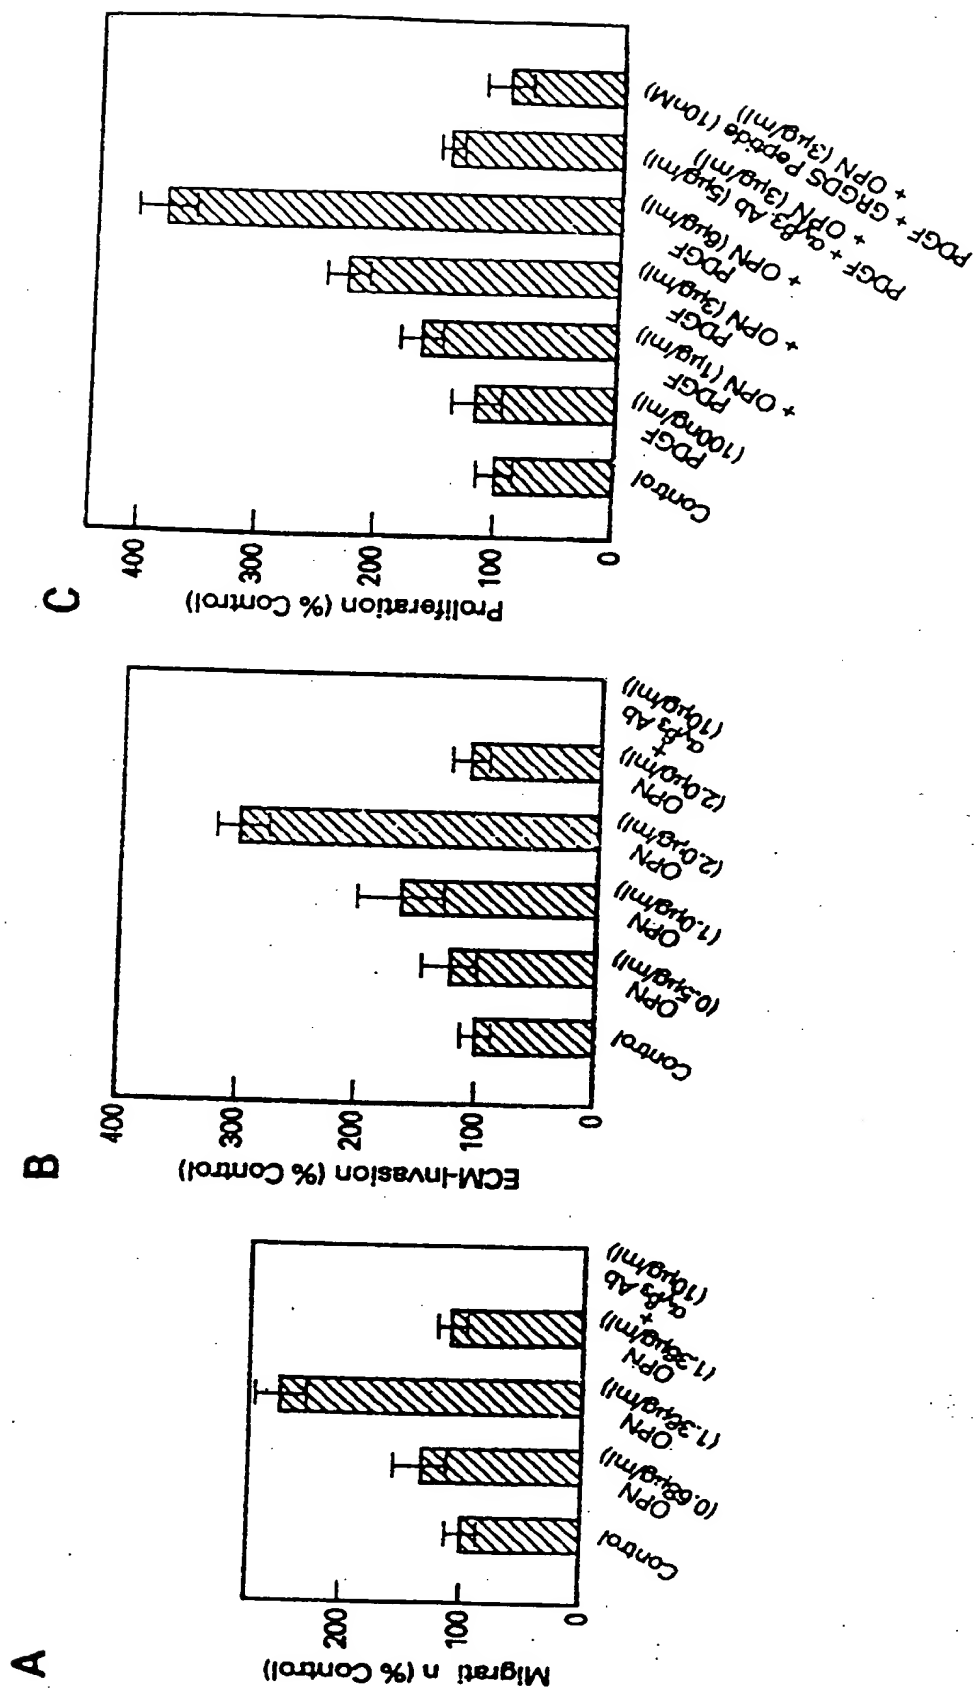 A
Migrati n (% Control)
200
100
0
Control
OPN
(0.68µg/ml)
OPN
(1.36µg/ml)
OPN
(1.36µg/ml)
+
αvβ3 Ab
(10µg/ml)
B
ECM-Invasion (% Control)
400
300
200
100
0
Control
OPN
(0.5µg/ml)
OPN
(1.0µg/ml)
OPN
(2.0µg/ml)
OPN
(2.0µg/ml)
+
αvβ3 Ab
(10µg/ml)
C
Proliferation (% Control)
400
300
200
100
0
Control
PDGF
(100ng/ml)
PDGF
+ OPN (1µg/ml)
PDGF
+ OPN (3µg/ml)
PDGF
+ OPN (6µg/ml)
PDGF + αvβ3 Ab (5µg/ml)
+ OPN (3µg/ml)
PDGF + GRGDS Peptide (10nM)
+ OPN (3µg/ml)